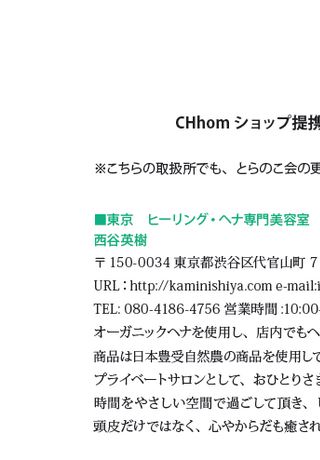 CHhom ショップ提携
※こちらの取扱所でも、とらのこ会の更
■東京　ヒーリング・ヘナ専門美容室
西谷英樹
〒150-0034 東京都渋谷区代官山町 7
URL：http://kaminishiya.com e-mail:i
TEL: 080-4186-4756 営業時間 :10:00-
オーガニックヘナを使用し、店内でもヘ
商品は日本豊受自然農の商品を使用して
プライベートサロンとして、おひとりさま
時間をやさしい空間で過ごして頂き、し
頭皮だけではなく、心やからだも癒され